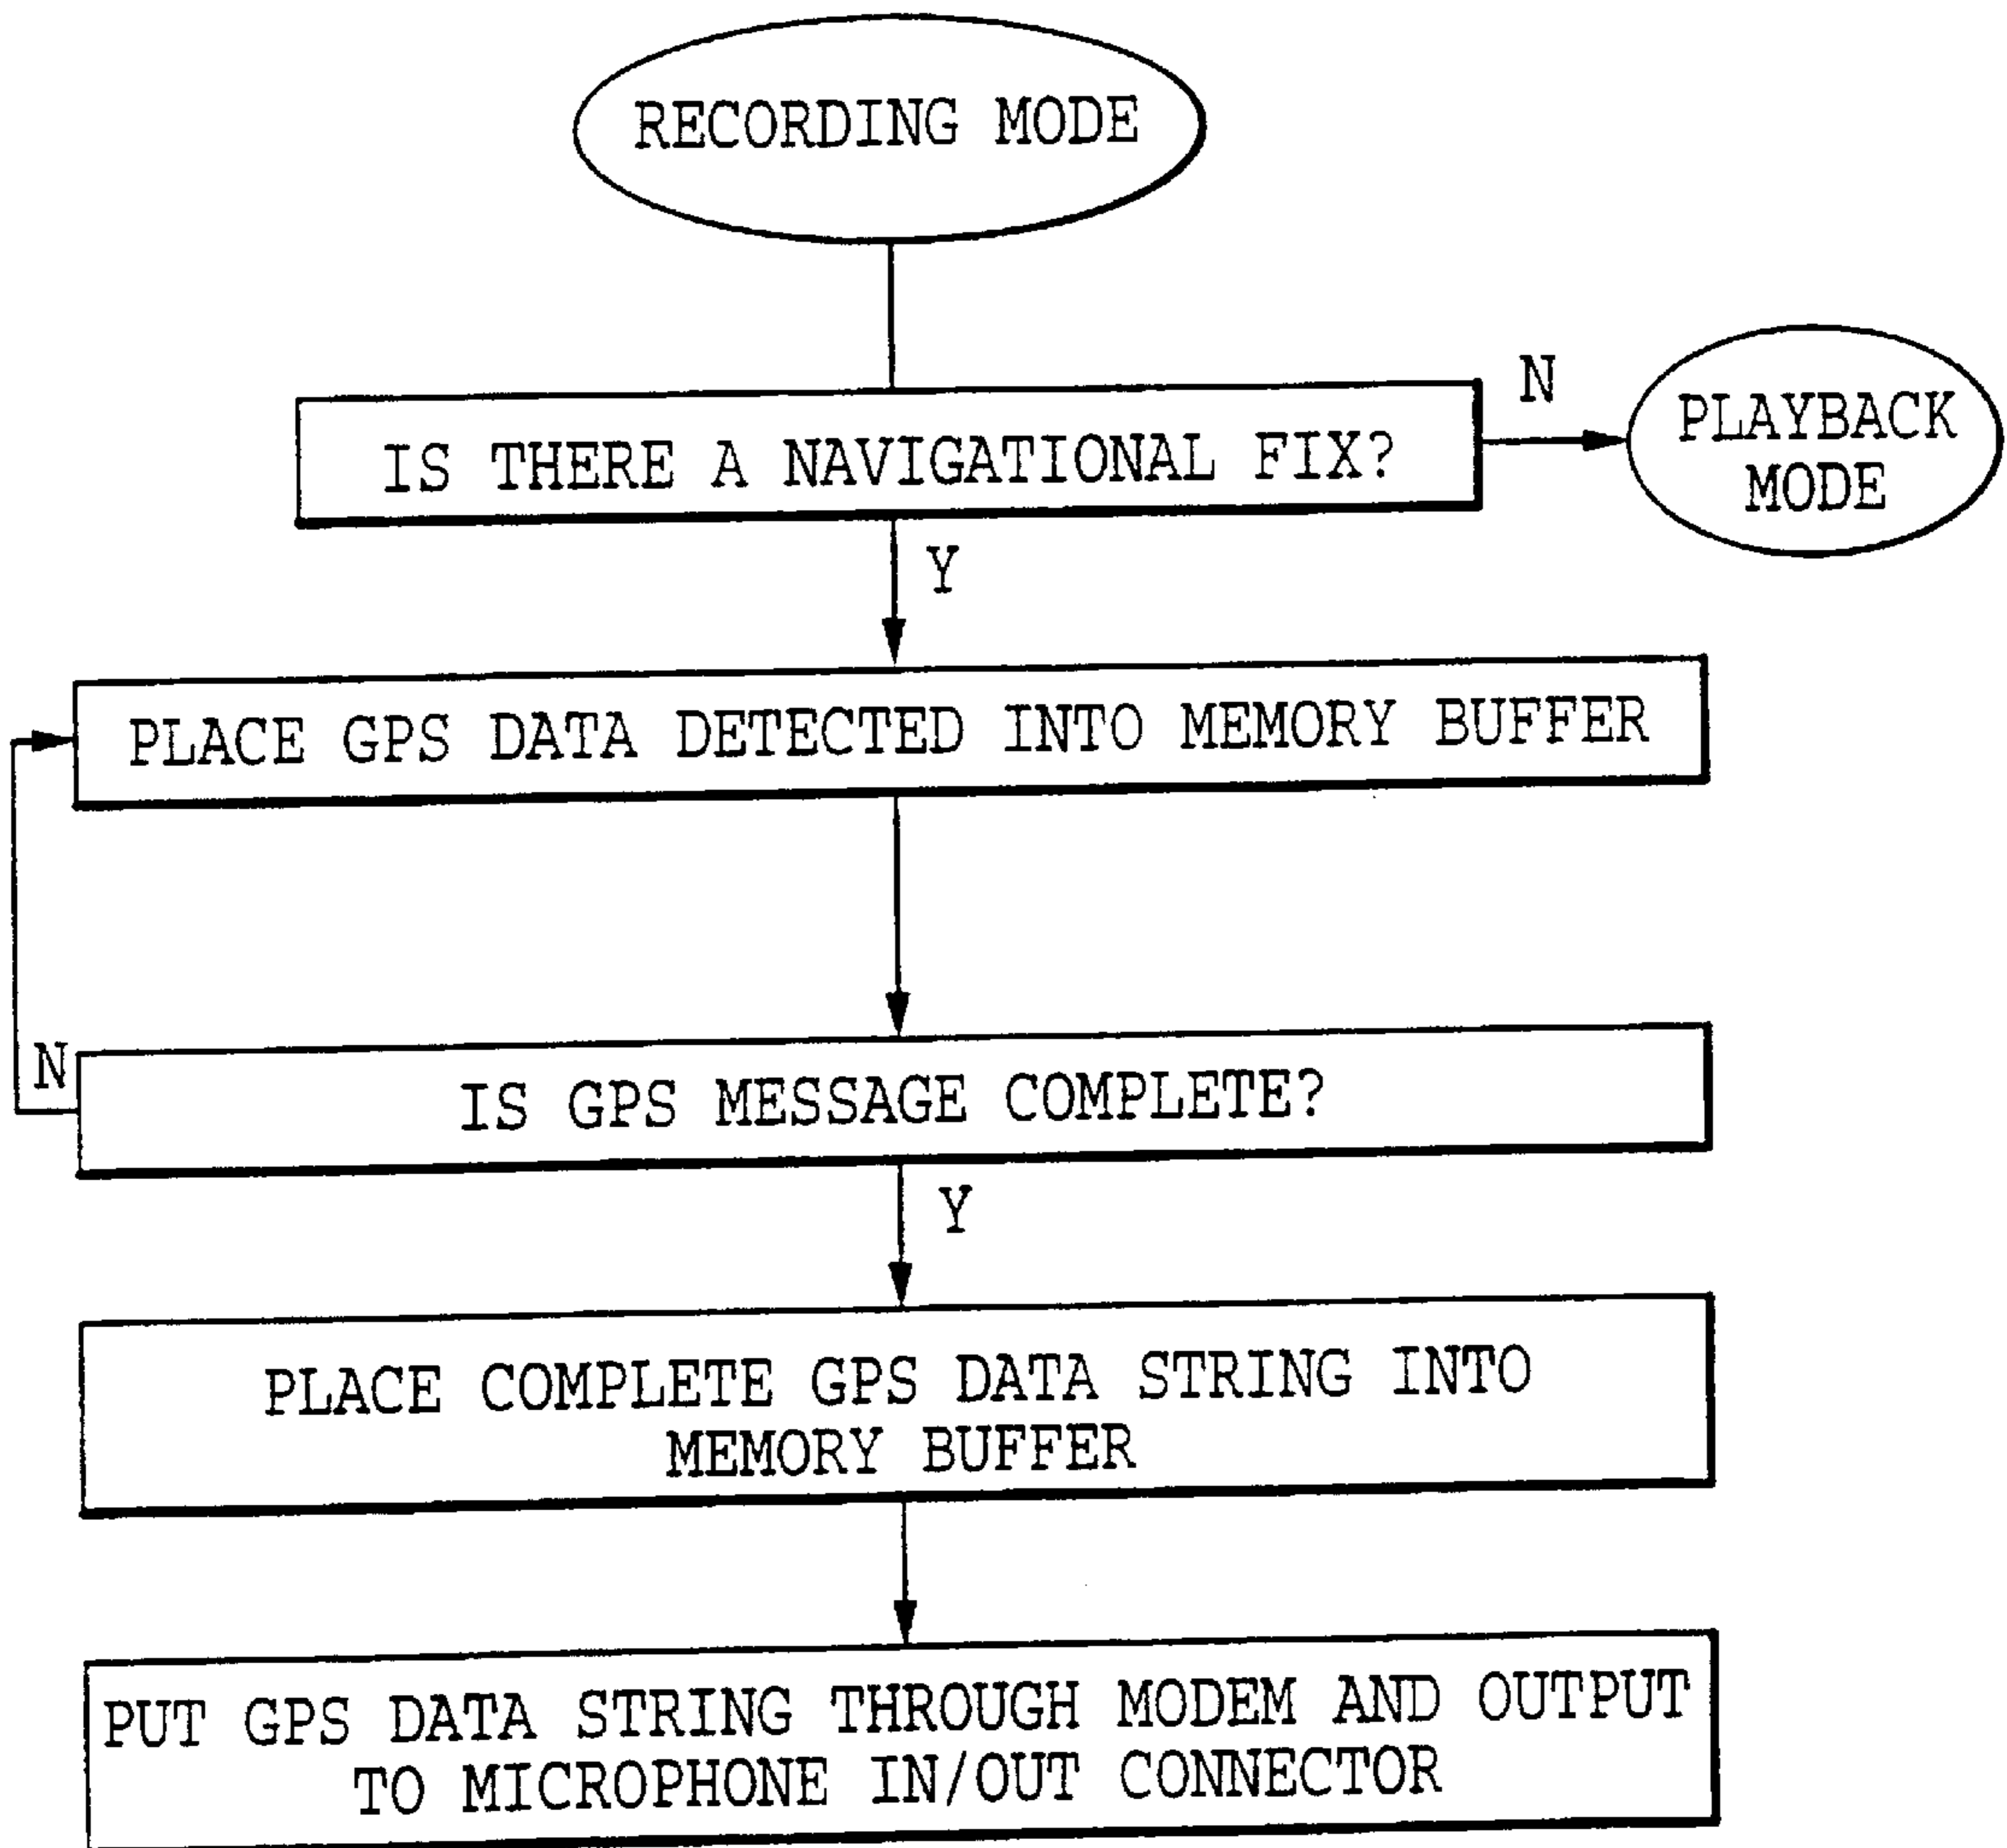 RECORDING MODE
IS THERE A NAVIGATIONAL FIX?
N
PLAYBACK
MODE
Y
PLACE GPS DATA DETECTED INTO MEMORY BUFFER
N
IS GPS MESSAGE COMPLETE?
Y
PLACE COMPLETE GPS DATA STRING INTO
MEMORY BUFFER
PUT GPS DATA STRING THROUGH MODEM AND OUTPUT
TO MICROPHONE IN/OUT CONNECTOR